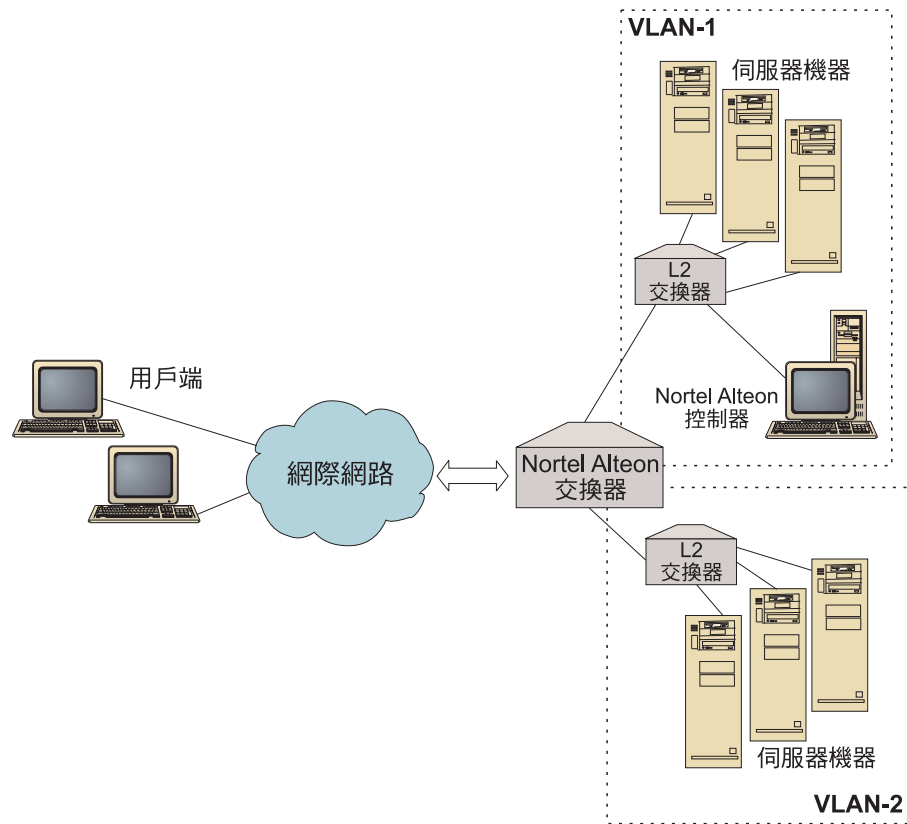 VLAN-1
伺服器機器
L2
交換器
用戶端
Nortel Alteon
控制器
網際網路
Nortel Alteon
交換器
L2
交換器
伺服器機器
VLAN-2